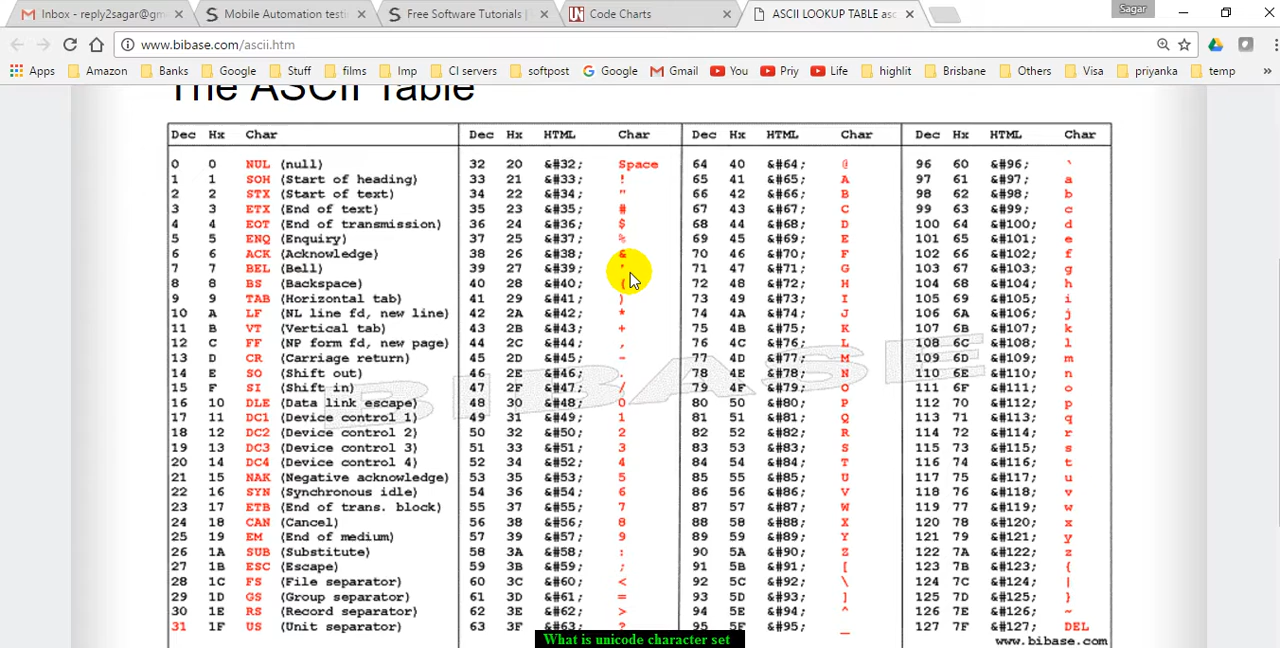 Inbox - reply2sagar@gm
Mobile Automation testi
Free Software Tutorials |
Code Charts
ASCII LOOKUP TABLE asc
Sagar
www.bibase.com/ascii.htm
Apps Amazon Banks Google Stuff films Imp CI servers softpost Google Gmail You Priy Life highlit Brisbane Others Visa priyanka temp »
The ASCII Table
Dec Hx Char Dec Hx HTML Char Dec Hx HTML Char Dec Hx HTML Char
0 0 NUL (null) 32 20 &#32; Space 64 40 &#64; @ 96 60 &#96; `
1 1 SOH (Start of heading) 33 21 &#33; ! 65 41 &#65; A 97 61 &#97; a
2 2 STX (Start of text) 34 22 &#34; " 66 42 &#66; B 98 62 &#98; b
3 3 ETX (End of text) 35 23 &#35; # 67 43 &#67; C 99 63 &#99; c
4 4 EOT (End of transmission) 36 24 &#36; $ 68 44 &#68; D 100 64 &#100; d
5 5 ENQ (Enquiry) 37 25 &#37; % 69 45 &#69; E 101 65 &#101; e
6 6 ACK (Acknowledge) 38 26 &#38; & 70 46 &#70; F 102 66 &#102; f
7 7 BEL (Bell) 39 27 &#39; ' 71 47 &#71; G 103 67 &#103; g
8 8 BS (Backspace) 40 28 &#40; ( 72 48 &#72; H 104 68 &#104; h
9 9 TAB (Horizontal tab) 41 29 &#41; ) 73 49 &#73; I 105 69 &#105; i
10 A LF (NL line fd, new line) 42 2A &#42; * 74 4A &#74; J 106 6A &#106; j
11 B VT (Vertical tab) 43 2B &#43; + 75 4B &#75; K 107 6B &#107; k
12 C FF (NP form fd, new page) 44 2C &#44; , 76 4C &#76; L 108 6C &#108; l
13 D CR (Carriage return) 45 2D &#45; - 77 4D &#77; M 109 6D &#109; m
14 E SO (Shift out) 46 2E &#46; . 78 4E &#78; N 110 6E &#110; n
15 F SI (Shift in) 47 2F &#47; / 79 4F &#79; O 111 6F &#111; o
16 10 DLE (Data link escape) 48 30 &#48; 0 80 50 &#80; P 112 70 &#112; p
17 11 DC1 (Device control 1) 49 31 &#49; 1 81 51 &#81; Q 113 71 &#113; q
18 12 DC2 (Device control 2) 50 32 &#50; 2 82 52 &#82; R 114 72 &#114; r
19 13 DC3 (Device control 3) 51 33 &#51; 3 83 53 &#83; S 115 73 &#115; s
20 14 DC4 (Device control 4) 52 34 &#52; 4 84 54 &#84; T 116 74 &#116; t
21 15 NAK (Negative acknowledge) 53 35 &#53; 5 85 55 &#85; U 117 75 &#117; u
22 16 SYN (Synchronous idle) 54 36 &#54; 6 86 56 &#86; V 118 76 &#118; v
23 17 ETB (End of trans. block) 55 37 &#55; 7 87 57 &#87; W 119 77 &#119; w
24 18 CAN (Cancel) 56 38 &#56; 8 88 58 &#88; X 120 78 &#120; x
25 19 EM (End of medium) 57 39 &#57; 9 89 59 &#89; Y 121 79 &#121; y
26 1A SUB (Substitute) 58 3A &#58; : 90 5A &#90; Z 122 7A &#122; z
27 1B ESC (Escape) 59 3B &#59; ; 91 5B &#91; [ 123 7B &#123; {
28 1C FS (File separator) 60 3C &#60; < 92 5C &#92; \ 124 7C &#124; |
29 1D GS (Group separator) 61 3D &#61; = 93 5D &#93; ] 125 7D &#125; }
30 1E RS (Record separator) 62 3E &#62; > 94 5E &#94; ^ 126 7E &#126; ~
31 1F US (Unit separator) 63 3F &#63; ? 95 5F &#95; _ 127 7F &#127; DEL
BIBASE BIBASE
www.bibase.com
What is unicode character set